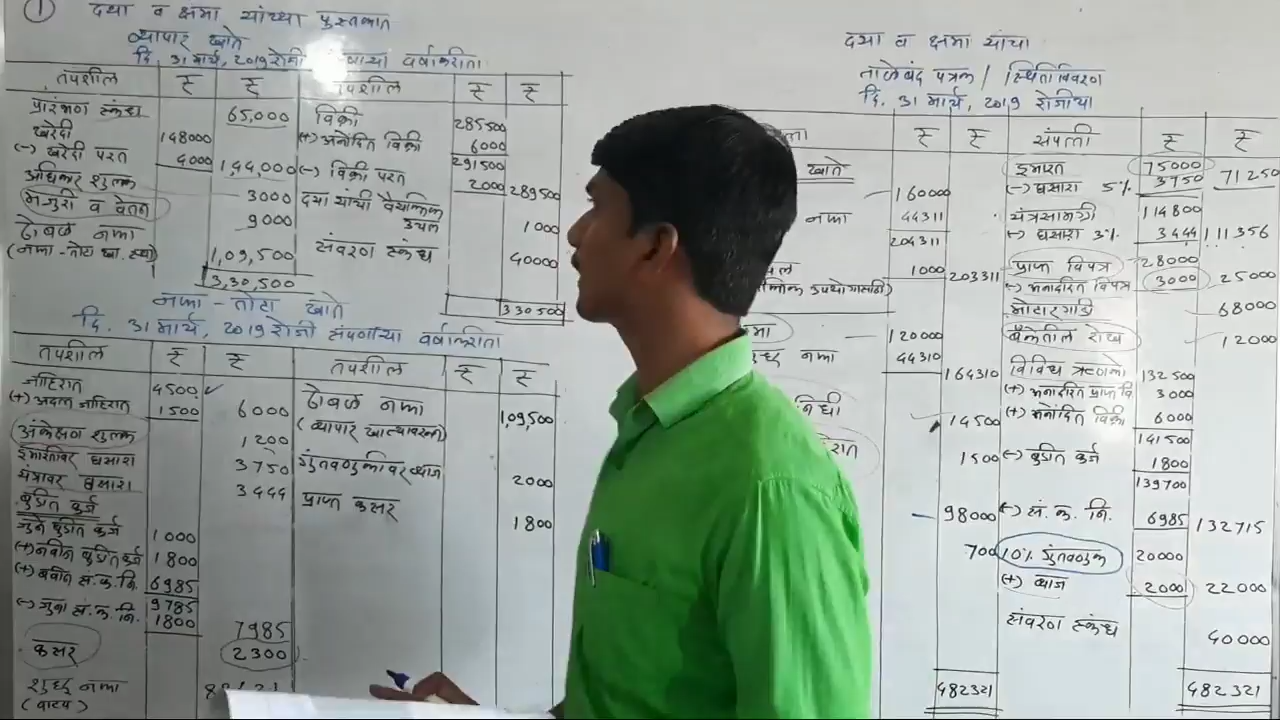 ① दया व क्षमा यांच्या पुस्तकात
व्यापार खाते
दि. 31 मार्च, 2019 रोजी वर्षाकरिता
तपशील ₹ ₹ तपशील ₹ ₹
प्रारंभिक स्कंध 65,000 विक्री 285500
खरेदी 148000 (+) अनोंदित विक्री 6000
291500
(-) खरेदी परत 4000 1,44,000 (-) विक्री परत 2000 289500
अधिकार शुल्क 3000 दया यांची वैयक्तिक
मजुरी व वेतन 9000 उचल 1000
ढोबळ नफा संवरण स्कंध 40000
(नफा-तोटा खा. स्था) 1,09,500
3,30,500 330500
नफा - तोटा खाते
दि. 31 मार्च, 2019 रोजी संपणाऱ्या वर्षाकरिता
तपशील ₹ ₹ तपशील ₹ ₹
जाहिरात 4500
(+) अदत्त जाहिरात 1500 6000 ढोबळ नफा 1,09,500
अंकेक्षण शुल्क 1200 (व्यापार खात्यावरून)
इमारतीवर घसारा 3750 गुंतवणुकीवर व्याज 2000
यंत्रावर घसारा 3444 प्राप्त कसर 1800
बुडित कर्ज
जुने बुडित कर्ज 1000
(+) नवीन बुडित कर्ज 1800
(+) नवीन सं. क. नि. 6985
9785
(-) जुना सं. क. नि. 1800 7985
कसर 2300
शुद्ध नफा
(वाटप)
दया व क्षमा यांचा
ताळेबंद पत्रक / स्थितिविवरण
दि. 31 मार्च, 2019 रोजीचा
₹ ₹ संपत्ती ₹ ₹
खाते इमारत 75000
160000 (-) घसारा 5% 3750 71250
नफा 44311 यंत्रसामग्री 114800
204311 (-) घसारा 3% 3444 111356
1000 203311 प्राप्त विपत्र 28000
(-) अनादरित विपत्र 3000 25000
मोटारगाडी 68000
120000 बँकेतील रोख 12000
नफा 44310 164310 विविध ऋणको 132500
(+) अनादरित प्राप्त वि 3000
निधी 14500 (+) अनोंदित विक्री 6000
141500
1500 (-) बुडित कर्ज 1800
139700
98000 (-) सं. क. नि. 6985 132715
700 10% गुंतवणुक 20000
(+) व्याज 2000 22000
संवरण स्कंध 40000
482321 482321